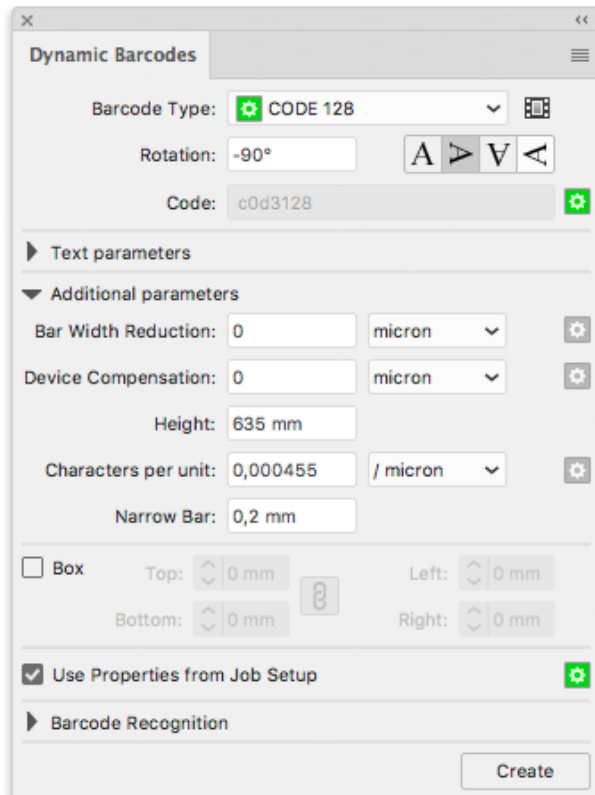 Dynamic Barcodes
Barcode Type: CODE 128
Rotation: -90° A A A A
Code: c0d3128
Text parameters
Additional parameters
Bar Width Reduction: 0 micron
Device Compensation: 0 micron
Height: 635 mm
Characters per unit: 0,000455 / micron
Narrow Bar: 0,2 mm
Box Top: 0 mm Left: 0 mm
Bottom: 0 mm Right: 0 mm
Use Properties from Job Setup
Barcode Recognition
Create